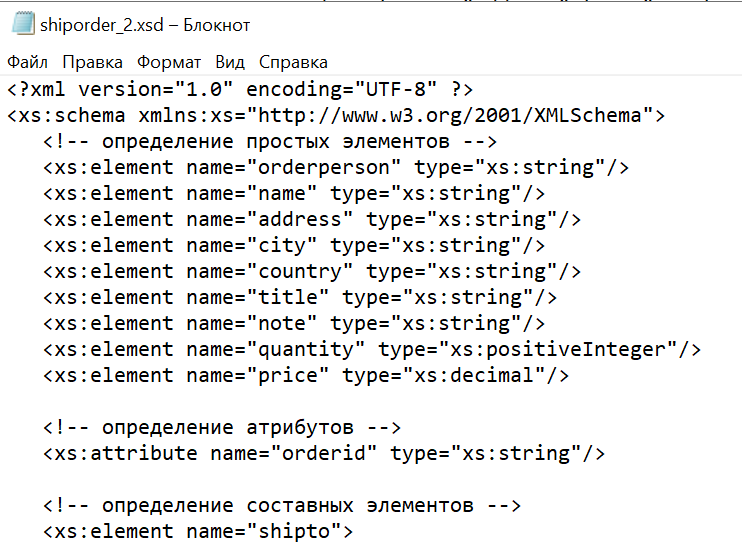 shiporder_2.xsd – Блокнот
Файл Правка Формат Вид Справка
<?xml version="1.0" encoding="UTF-8" ?>
<xs:schema xmlns:xs="http://www.w3.org/2001/XMLSchema">
   <!-- определение простых элементов -->
   <xs:element name="orderperson" type="xs:string"/>
   <xs:element name="name" type="xs:string"/>
   <xs:element name="address" type="xs:string"/>
   <xs:element name="city" type="xs:string"/>
   <xs:element name="country" type="xs:string"/>
   <xs:element name="title" type="xs:string"/>
   <xs:element name="note" type="xs:string"/>
   <xs:element name="quantity" type="xs:positiveInteger"/>
   <xs:element name="price" type="xs:decimal"/>

   <!-- определение атрибутов -->
   <xs:attribute name="orderid" type="xs:string"/>

   <!-- определение составных элементов -->
   <xs:element name="shipto">